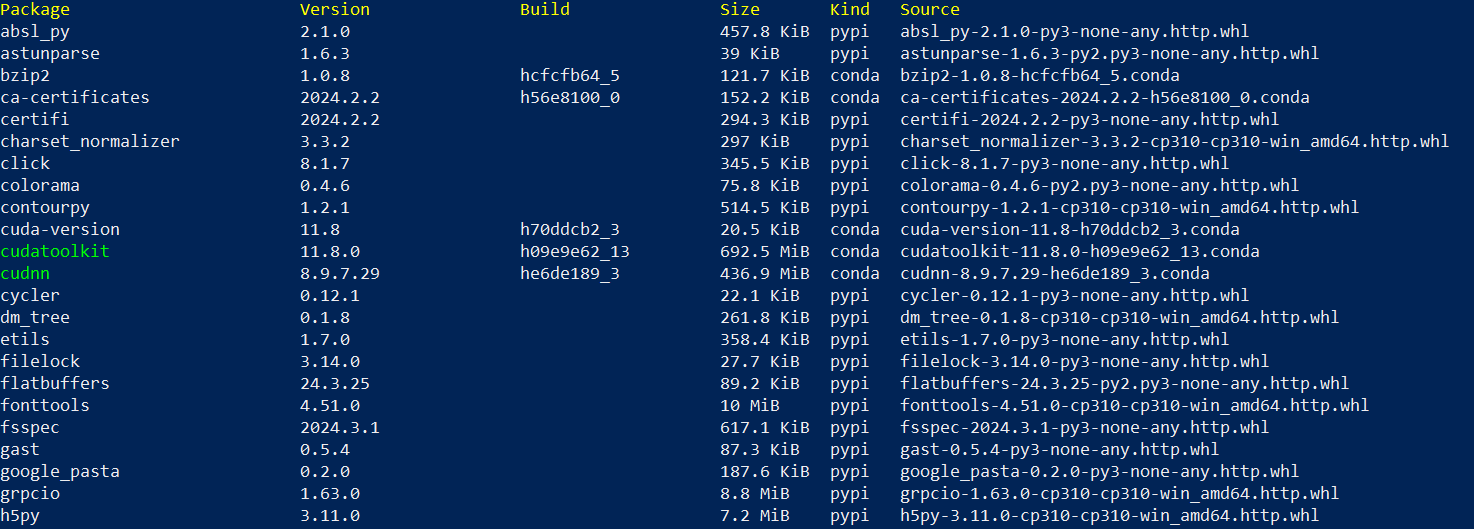 Package Version Build Size Kind Source
absl_py 2.1.0 457.8 KiB pypi absl_py-2.1.0-py3-none-any.http.whl
astunparse 1.6.3 39 KiB pypi astunparse-1.6.3-py2.py3-none-any.http.whl
bzip2 1.0.8 hcfcfb64_5 121.7 KiB conda bzip2-1.0.8-hcfcfb64_5.conda
ca-certificates 2024.2.2 h56e8100_0 152.2 KiB conda ca-certificates-2024.2.2-h56e8100_0.conda
certifi 2024.2.2 294.3 KiB pypi certifi-2024.2.2-py3-none-any.http.whl
charset_normalizer 3.3.2 297 KiB pypi charset_normalizer-3.3.2-cp310-cp310-win_amd64.http.whl
click 8.1.7 345.5 KiB pypi click-8.1.7-py3-none-any.http.whl
colorama 0.4.6 75.8 KiB pypi colorama-0.4.6-py2.py3-none-any.http.whl
contourpy 1.2.1 514.5 KiB pypi contourpy-1.2.1-cp310-cp310-win_amd64.http.whl
cuda-version 11.8 h70ddcb2_3 20.5 KiB conda cuda-version-11.8-h70ddcb2_3.conda
cudatoolkit 11.8.0 h09e9e62_13 692.5 MiB conda cudatoolkit-11.8.0-h09e9e62_13.conda
cudnn 8.9.7.29 he6de189_3 436.9 MiB conda cudnn-8.9.7.29-he6de189_3.conda
cycler 0.12.1 22.1 KiB pypi cycler-0.12.1-py3-none-any.http.whl
dm_tree 0.1.8 261.8 KiB pypi dm_tree-0.1.8-cp310-cp310-win_amd64.http.whl
etils 1.7.0 358.4 KiB pypi etils-1.7.0-py3-none-any.http.whl
filelock 3.14.0 27.7 KiB pypi filelock-3.14.0-py3-none-any.http.whl
flatbuffers 24.3.25 89.2 KiB pypi flatbuffers-24.3.25-py2.py3-none-any.http.whl
fonttools 4.51.0 10 MiB pypi fonttools-4.51.0-cp310-cp310-win_amd64.http.whl
fsspec 2024.3.1 617.1 KiB pypi fsspec-2024.3.1-py3-none-any.http.whl
gast 0.5.4 87.3 KiB pypi gast-0.5.4-py3-none-any.http.whl
google_pasta 0.2.0 187.6 KiB pypi google_pasta-0.2.0-py3-none-any.http.whl
grpcio 1.63.0 8.8 MiB pypi grpcio-1.63.0-cp310-cp310-win_amd64.http.whl
h5py 3.11.0 7.2 MiB pypi h5py-3.11.0-cp310-cp310-win_amd64.http.whl